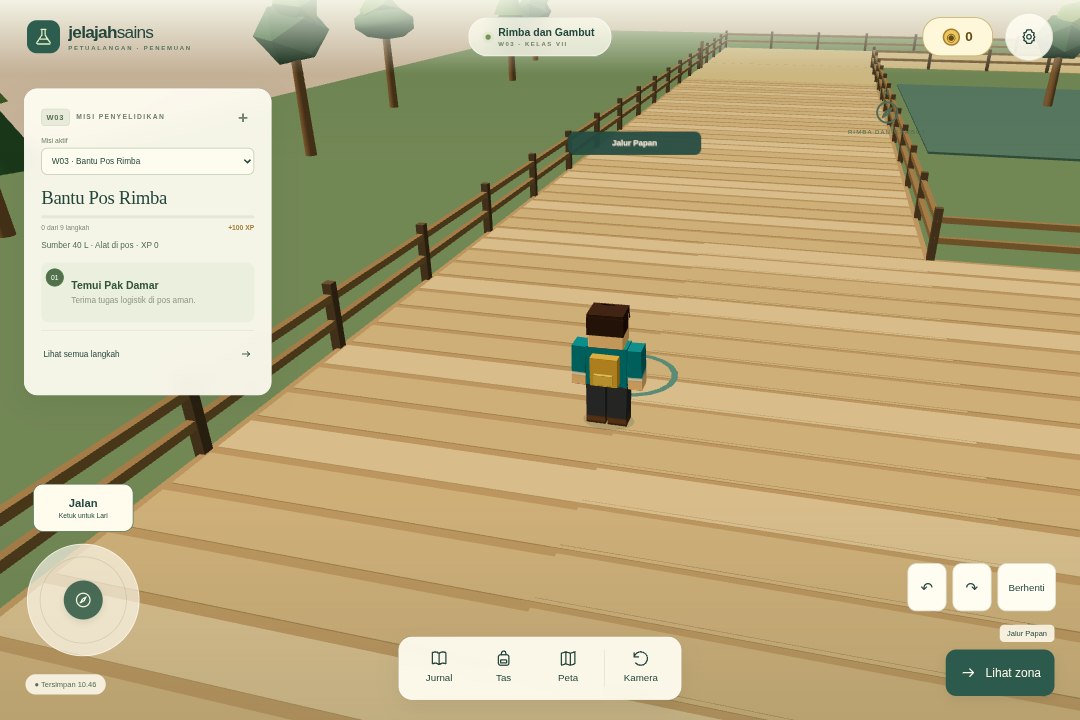 jelajahsains
PETUALANGAN · PENEMUAN
Rimba dan Gambut
W03 · KELAS VII
0
W03 MISI PENYELIDIKAN
Misi aktif
W03 · Bantu Pos Rimba
Bantu Pos Rimba
0 dari 9 langkah +100 XP
Sumber 40 L · Alat di pos · XP 0
01
Temui Pak Damar
Terima tugas logistik di pos aman.
Lihat semua langkah
Jalur Papan
RIMBA DAN
Jalan
Ketuk untuk Lari
Tersimpan 10.46
Jurnal
Tas
Peta
Kamera
Berhenti
Jalur Papan
Lihat zona